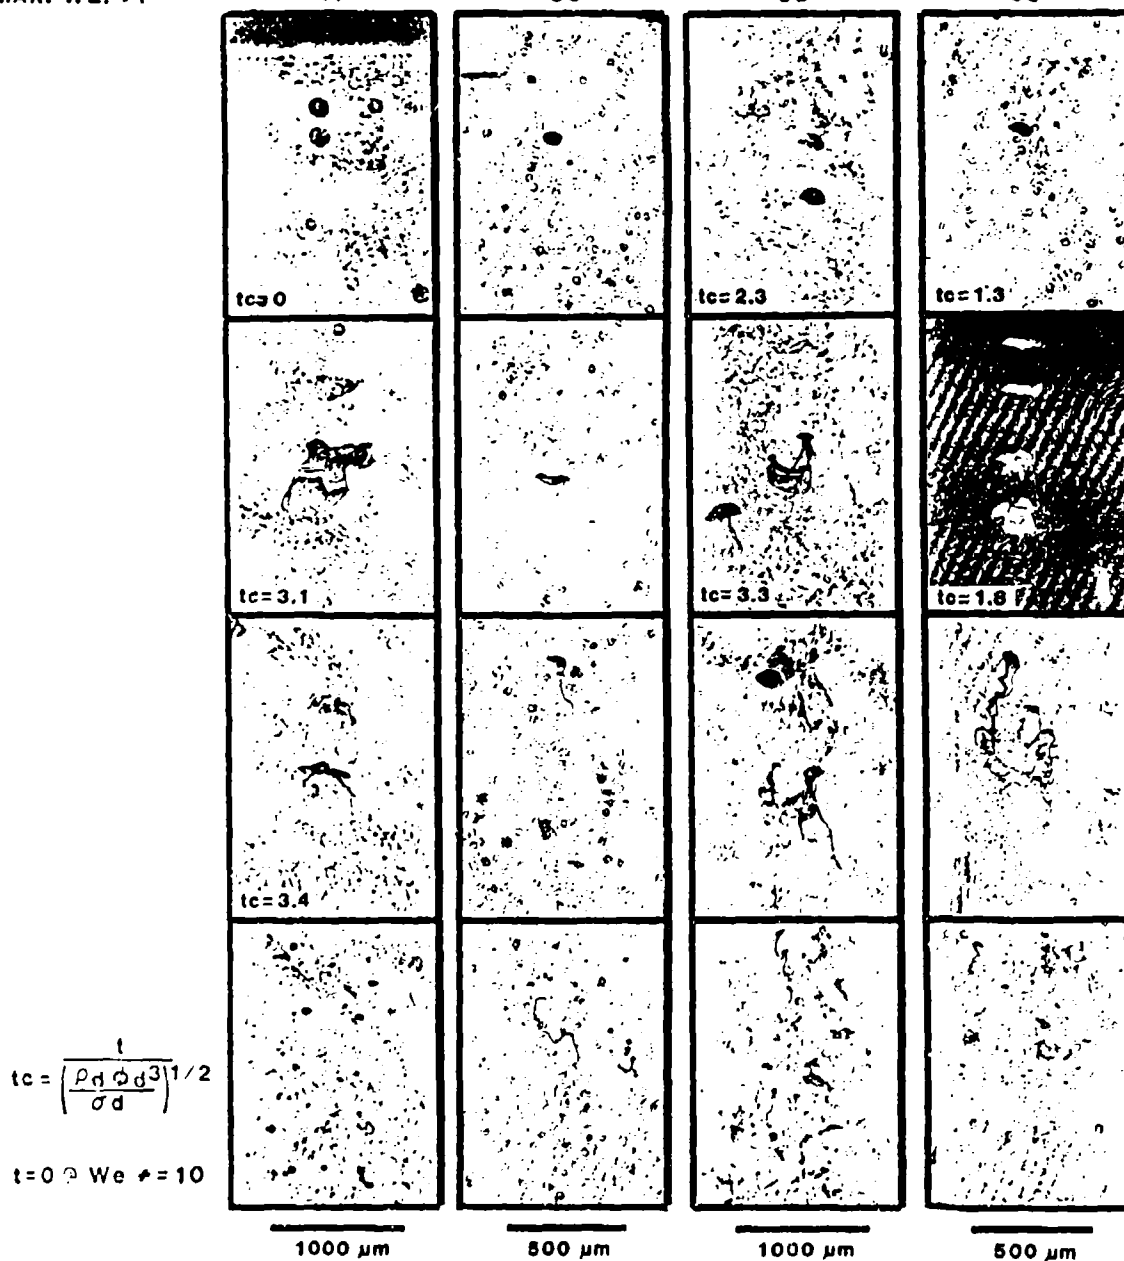 tc= 0
tc= 2.3
tc= 1.3
tc= 3.1
tc= 3.3
tc= 1.8
tc= 3.4
tc = t / (ρd ϕd³ / σd)1/2
t=0 @ We ≠ = 10
1000 µm
500 µm
1000 µm
500 µm